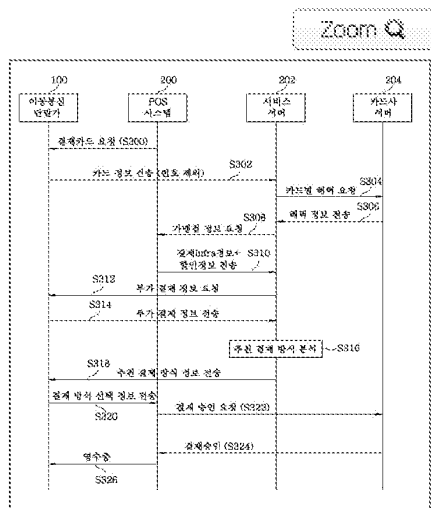 Zoom
100
200
202
204
이동통신
단말기
POS
시스템
서비스
서버
카드사
서버
결제카드 요청 (S300)
S302
카드 정보 전송 (번호 제외)
S304
카드별 혜택 요청
S306
혜택 정보 전송
S308
가맹점 정보 요청
결제Infra정보+
할인정보 전송
S310
S312
부가 결제 정보 요청
S314
부가 결제 정보 전송
추천 결제 방식 분석
S316
S318
추천 결제 방식 정보 전송
결제 방식 선택 정보 전송
S320
결제 승인 요청 (S322)
결제승인 (S324)
영수증
S326